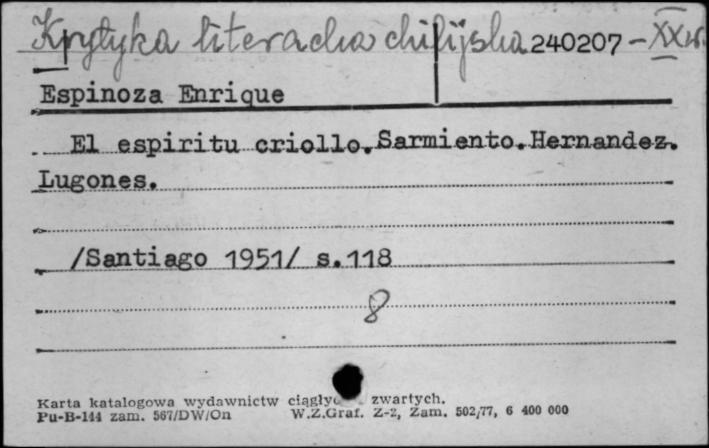 Krytyka literacka chilijska 240207 - XX w.
Espinoza Enrique
El espiritu criollo. Sarmiento. Hernandez.
Lugones.
/Santiago 1951/ s.118
8
Karta katalogowa wydawnictw ciągły zwartych.
Pu-B-144 zam. 567/DW/On W.Z.Graf. Z-2, Zam. 502/77, 6 400 000